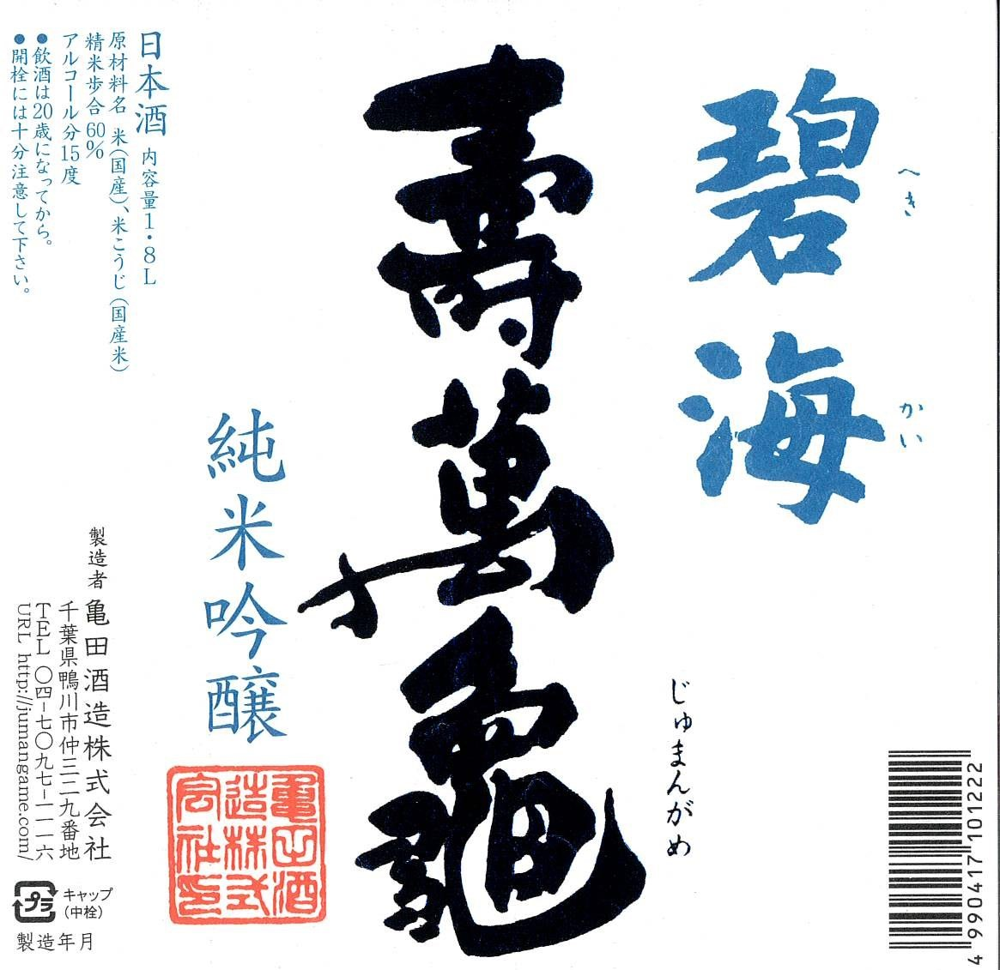 碧海
へき
かい
壽萬亀
じゅまんがめ
純米吟醸
亀田酒造株式会社印
日本酒 内容量1・8L
原材料名 米(国産)、米こうじ(国産米)
精米歩合60%
アルコール分15度
●飲酒は20歳になってから。
●開栓には十分注意して下さい。
製造者 亀田酒造株式会社
千葉県鴨川市仲三二九番地
TEL 〇四-七〇九七-一一一六
URL http://jumangame.com/
プラ
キャップ
(中栓)
製造年月
4 990417 101222